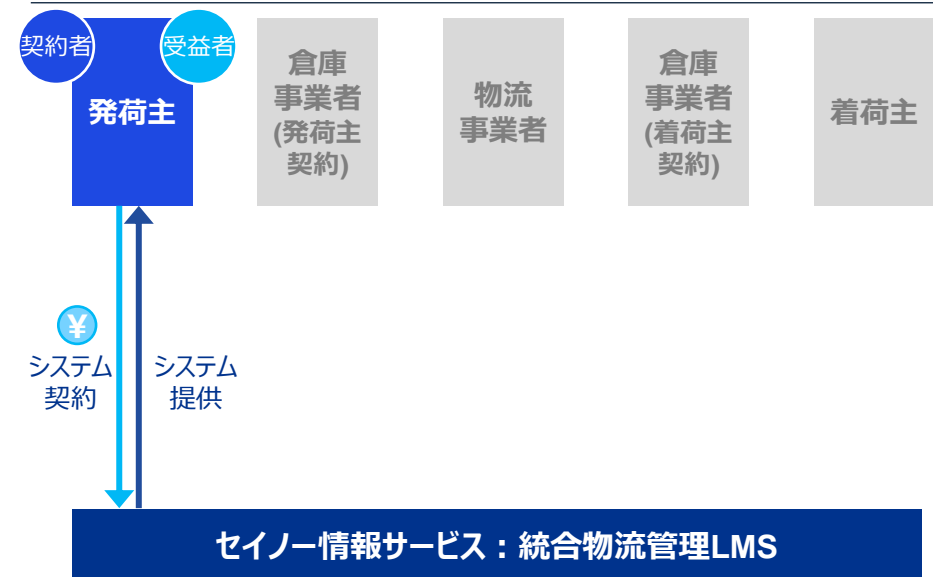 契約者
受益者
発荷主
倉庫
事業者
(発荷主
契約)
物流
事業者
倉庫
事業者
(着荷主
契約)
着荷主
¥
システム
契約
システム
提供
セイノー情報サービス：統合物流管理LMS